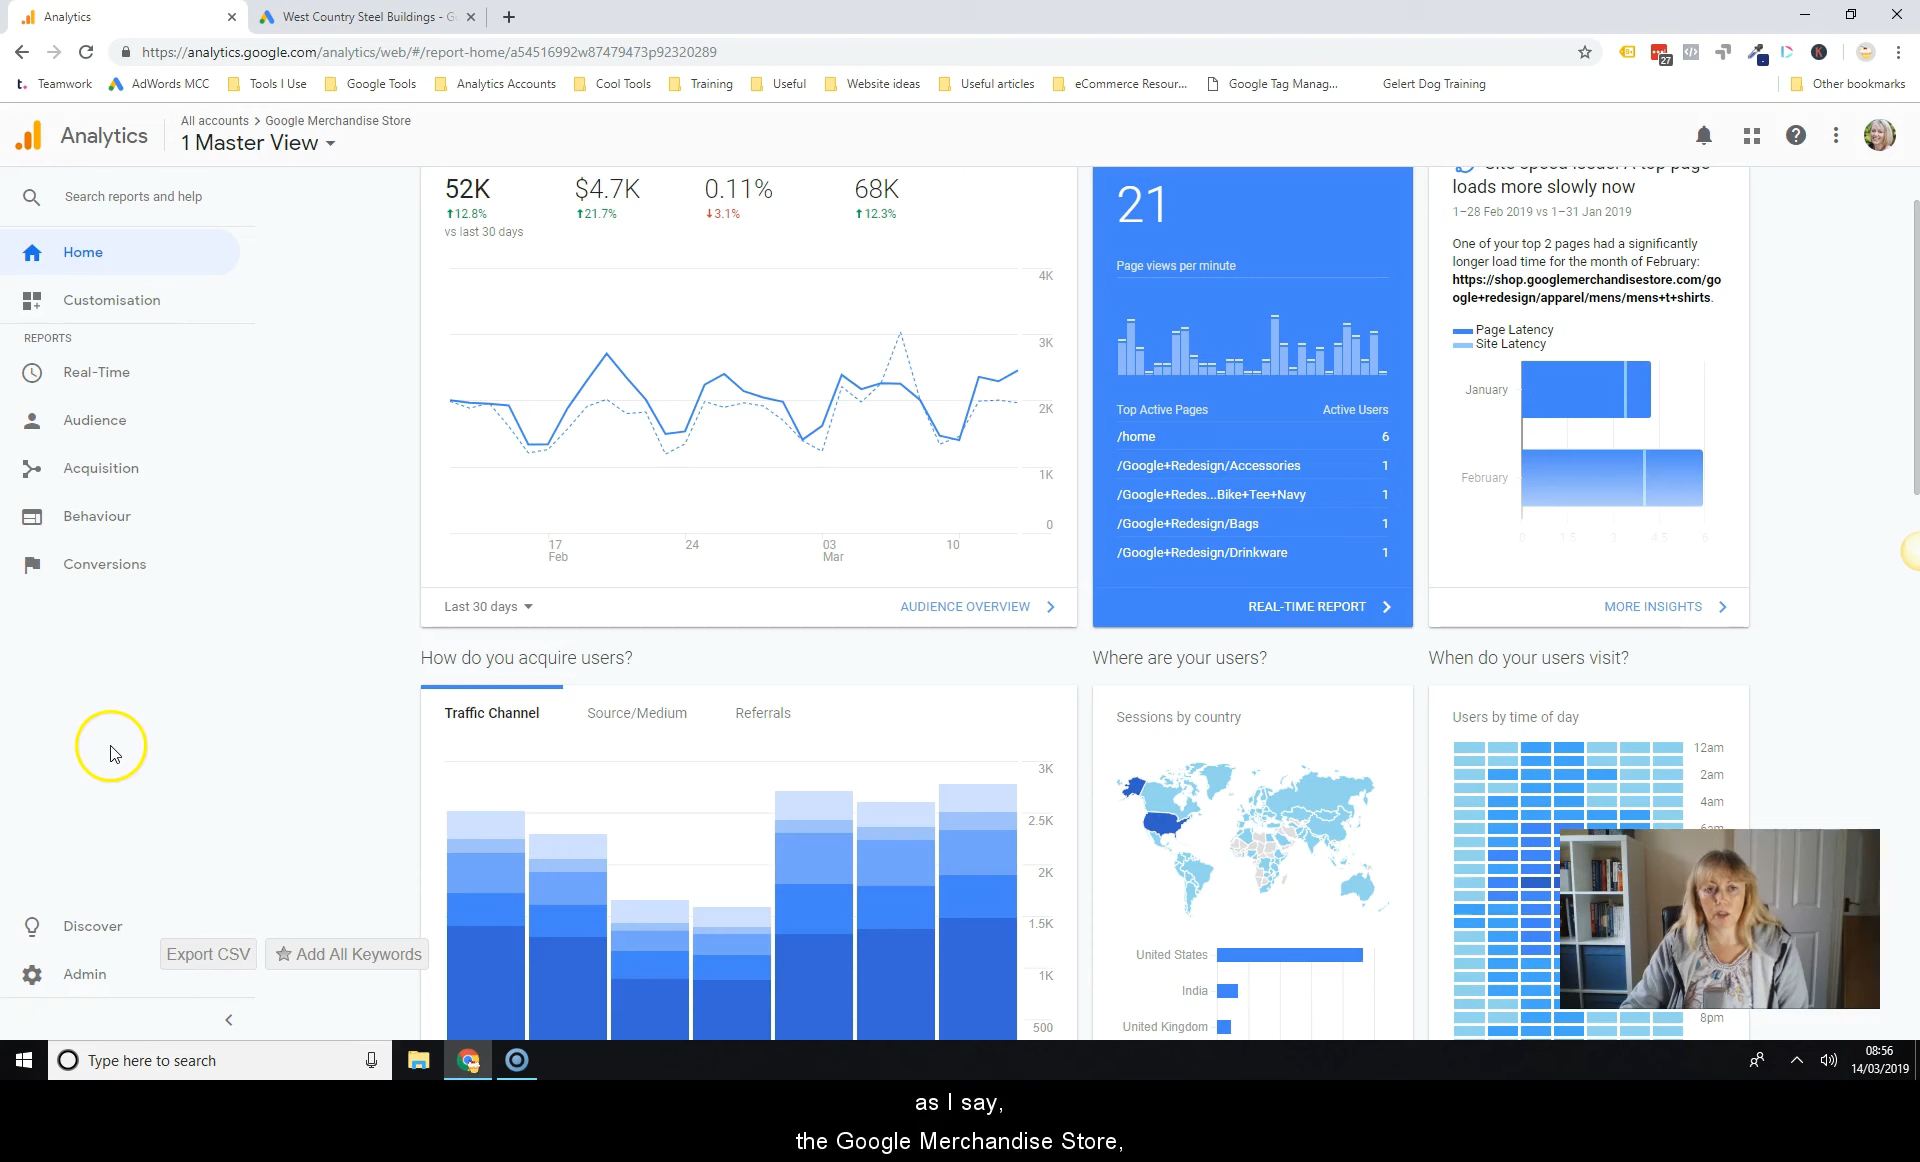 Analytics
West Country Steel Buildings - G
https://analytics.google.com/analytics/web/#/report-home/a54516992w87479473p92320289
27
Teamwork
AdWords MCC
Tools I Use
Google Tools
Analytics Accounts
Cool Tools
Training
Useful
Website ideas
Useful articles
eCommerce Resour...
Google Tag Manag...
Gelert Dog Training
Other bookmarks
Analytics
All accounts > Google Merchandise Store
1 Master View
Search reports and help
Home
Customisation
REPORTS
Real-Time
Audience
Acquisition
Behaviour
Conversions
Discover
Admin
Export CSV
Add All Keywords
52K
$4.7K
0.11%
68K
12.8%
21.7%
3.1%
12.3%
vs last 30 days
4K
3K
2K
1K
0
17
Feb
24
03
Mar
10
Last 30 days
AUDIENCE OVERVIEW
21
Page views per minute
Top Active Pages
Active Users
/home
6
/Google+Redesign/Accessories
1
/Google+Redes...Bike+Tee+Navy
1
/Google+Redesign/Bags
1
/Google+Redesign/Drinkware
1
REAL-TIME REPORT
loads more slowly now
1–28 Feb 2019 vs 1–31 Jan 2019
One of your top 2 pages had a significantly
longer load time for the month of February:
https://shop.googlemerchandisestore.com/go
ogle+redesign/apparel/mens/mens+t+shirts.
Page Latency
Site Latency
January
February
0
1.5
3
4.5
6
MORE INSIGHTS
How do you acquire users?
Traffic Channel
Source/Medium
Referrals
3K
2.5K
2K
1.5K
1K
500
Where are your users?
Sessions by country
United States
India
United Kingdom
When do your users visit?
Users by time of day
12am
2am
4am
8pm
Type here to search
08:56
14/03/2019
as I say,
the Google Merchandise Store,